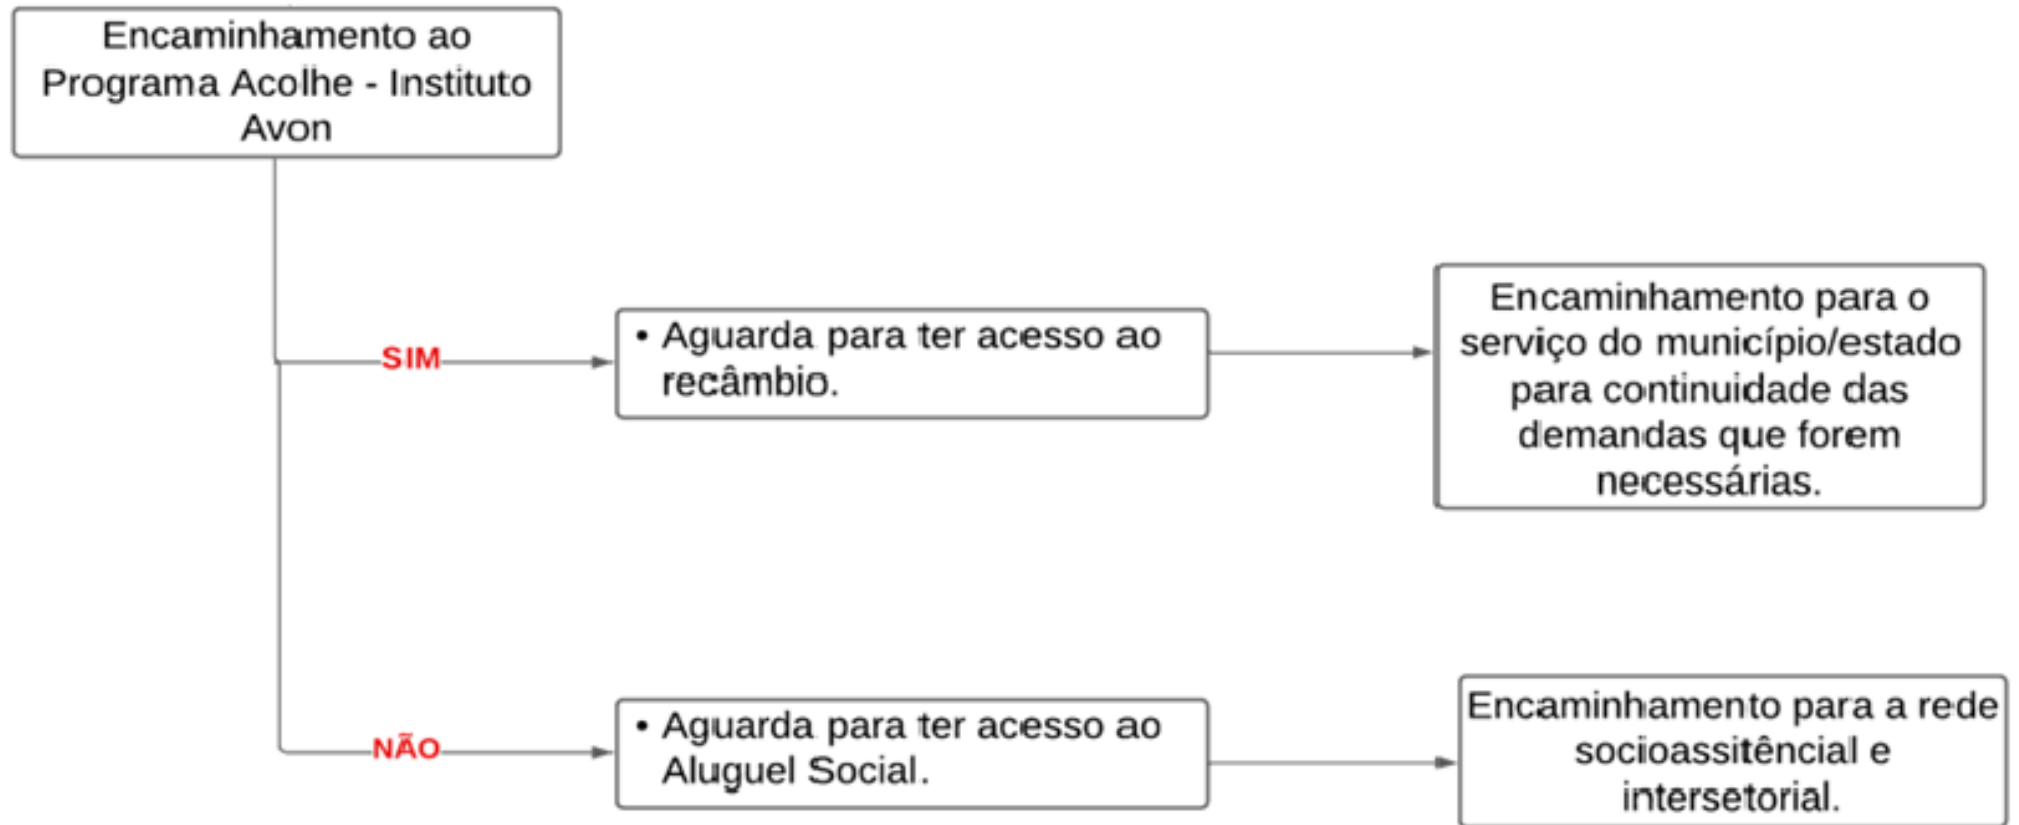 Encaminhamento ao
Programa Acolhe - Instituto
Avon
SIM
• Aguarda para ter acesso ao
recâmbio.
Encaminhamento para o
serviço do município/estado
para continuidade das
demandas que forem
necessárias.
NÃO
• Aguarda para ter acesso ao
Aluguel Social.
Encaminhamento para a rede
socioassitêncial e
intersetorial.